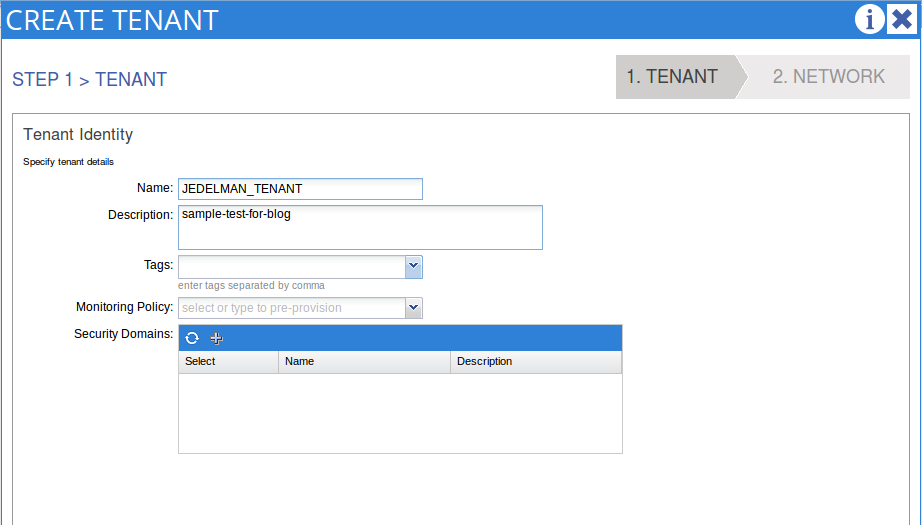 CREATE TENANT
STEP 1 > TENANT
1. TENANT
2. NETWORK
Tenant Identity
Specify tenant details
Name: JEDELMAN_TENANT
Description: sample-test-for-blog
Tags:
enter tags separated by comma
Monitoring Policy: select or type to pre-provision
Security Domains:
Select Name Description